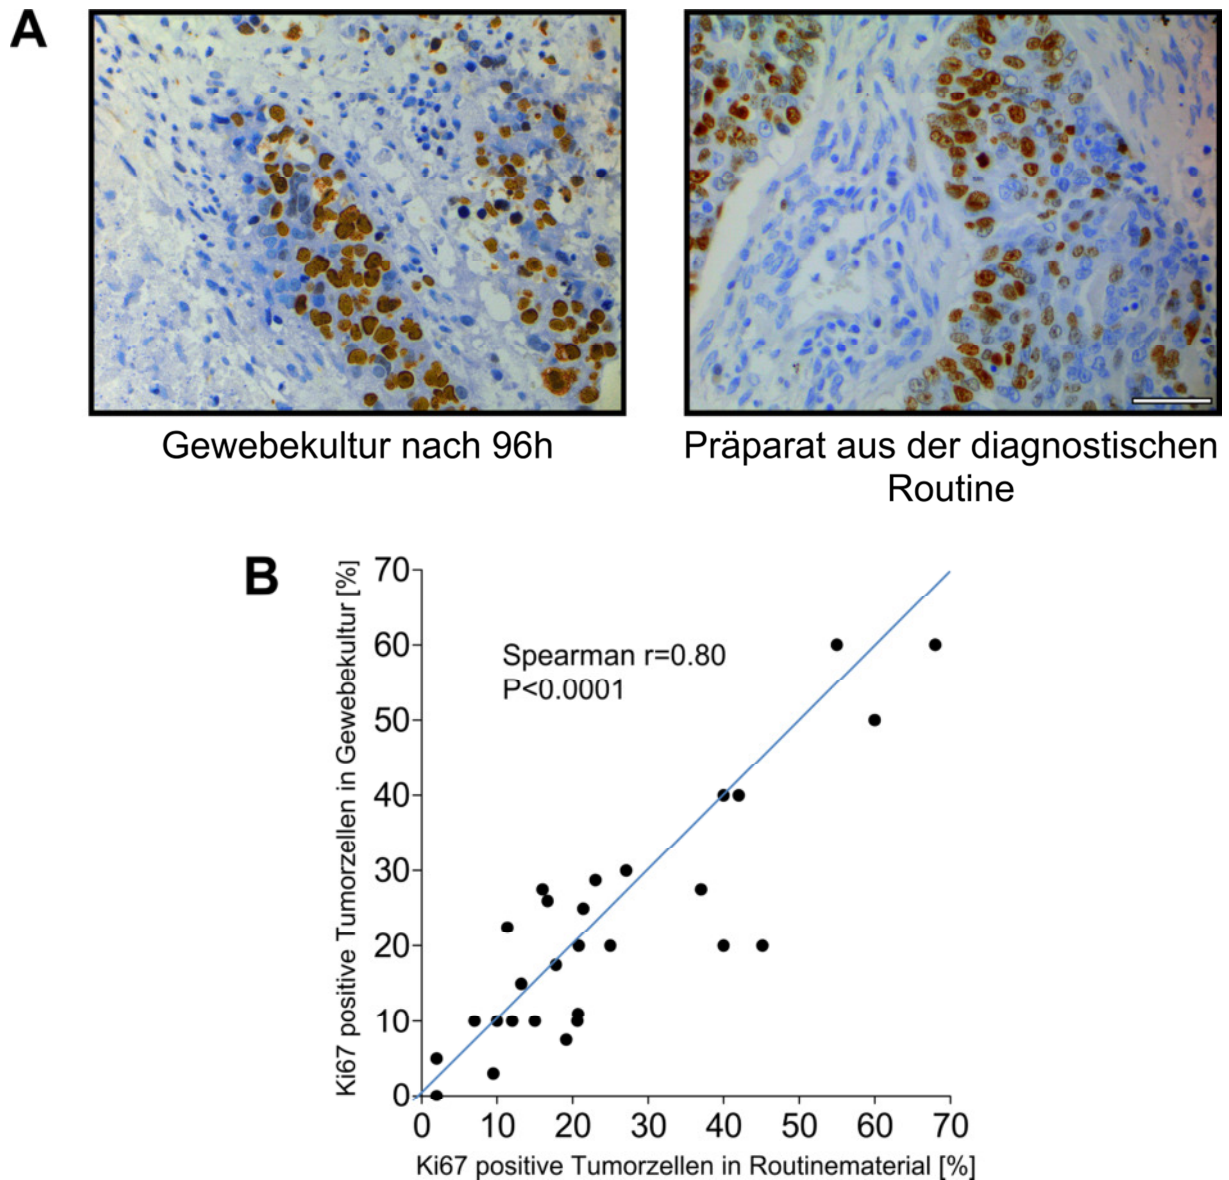 A
Gewebekultur nach 96h
Präparat aus der diagnostischen
Routine
B
Ki67 positive Tumorzellen in Gewebekultur [%]
70
60
50
40
30
20
10
0
Spearman r=0.80
P<0.0001
0 10 20 30 40 50 60 70
Ki67 positive Tumorzellen in Routinematerial [%]